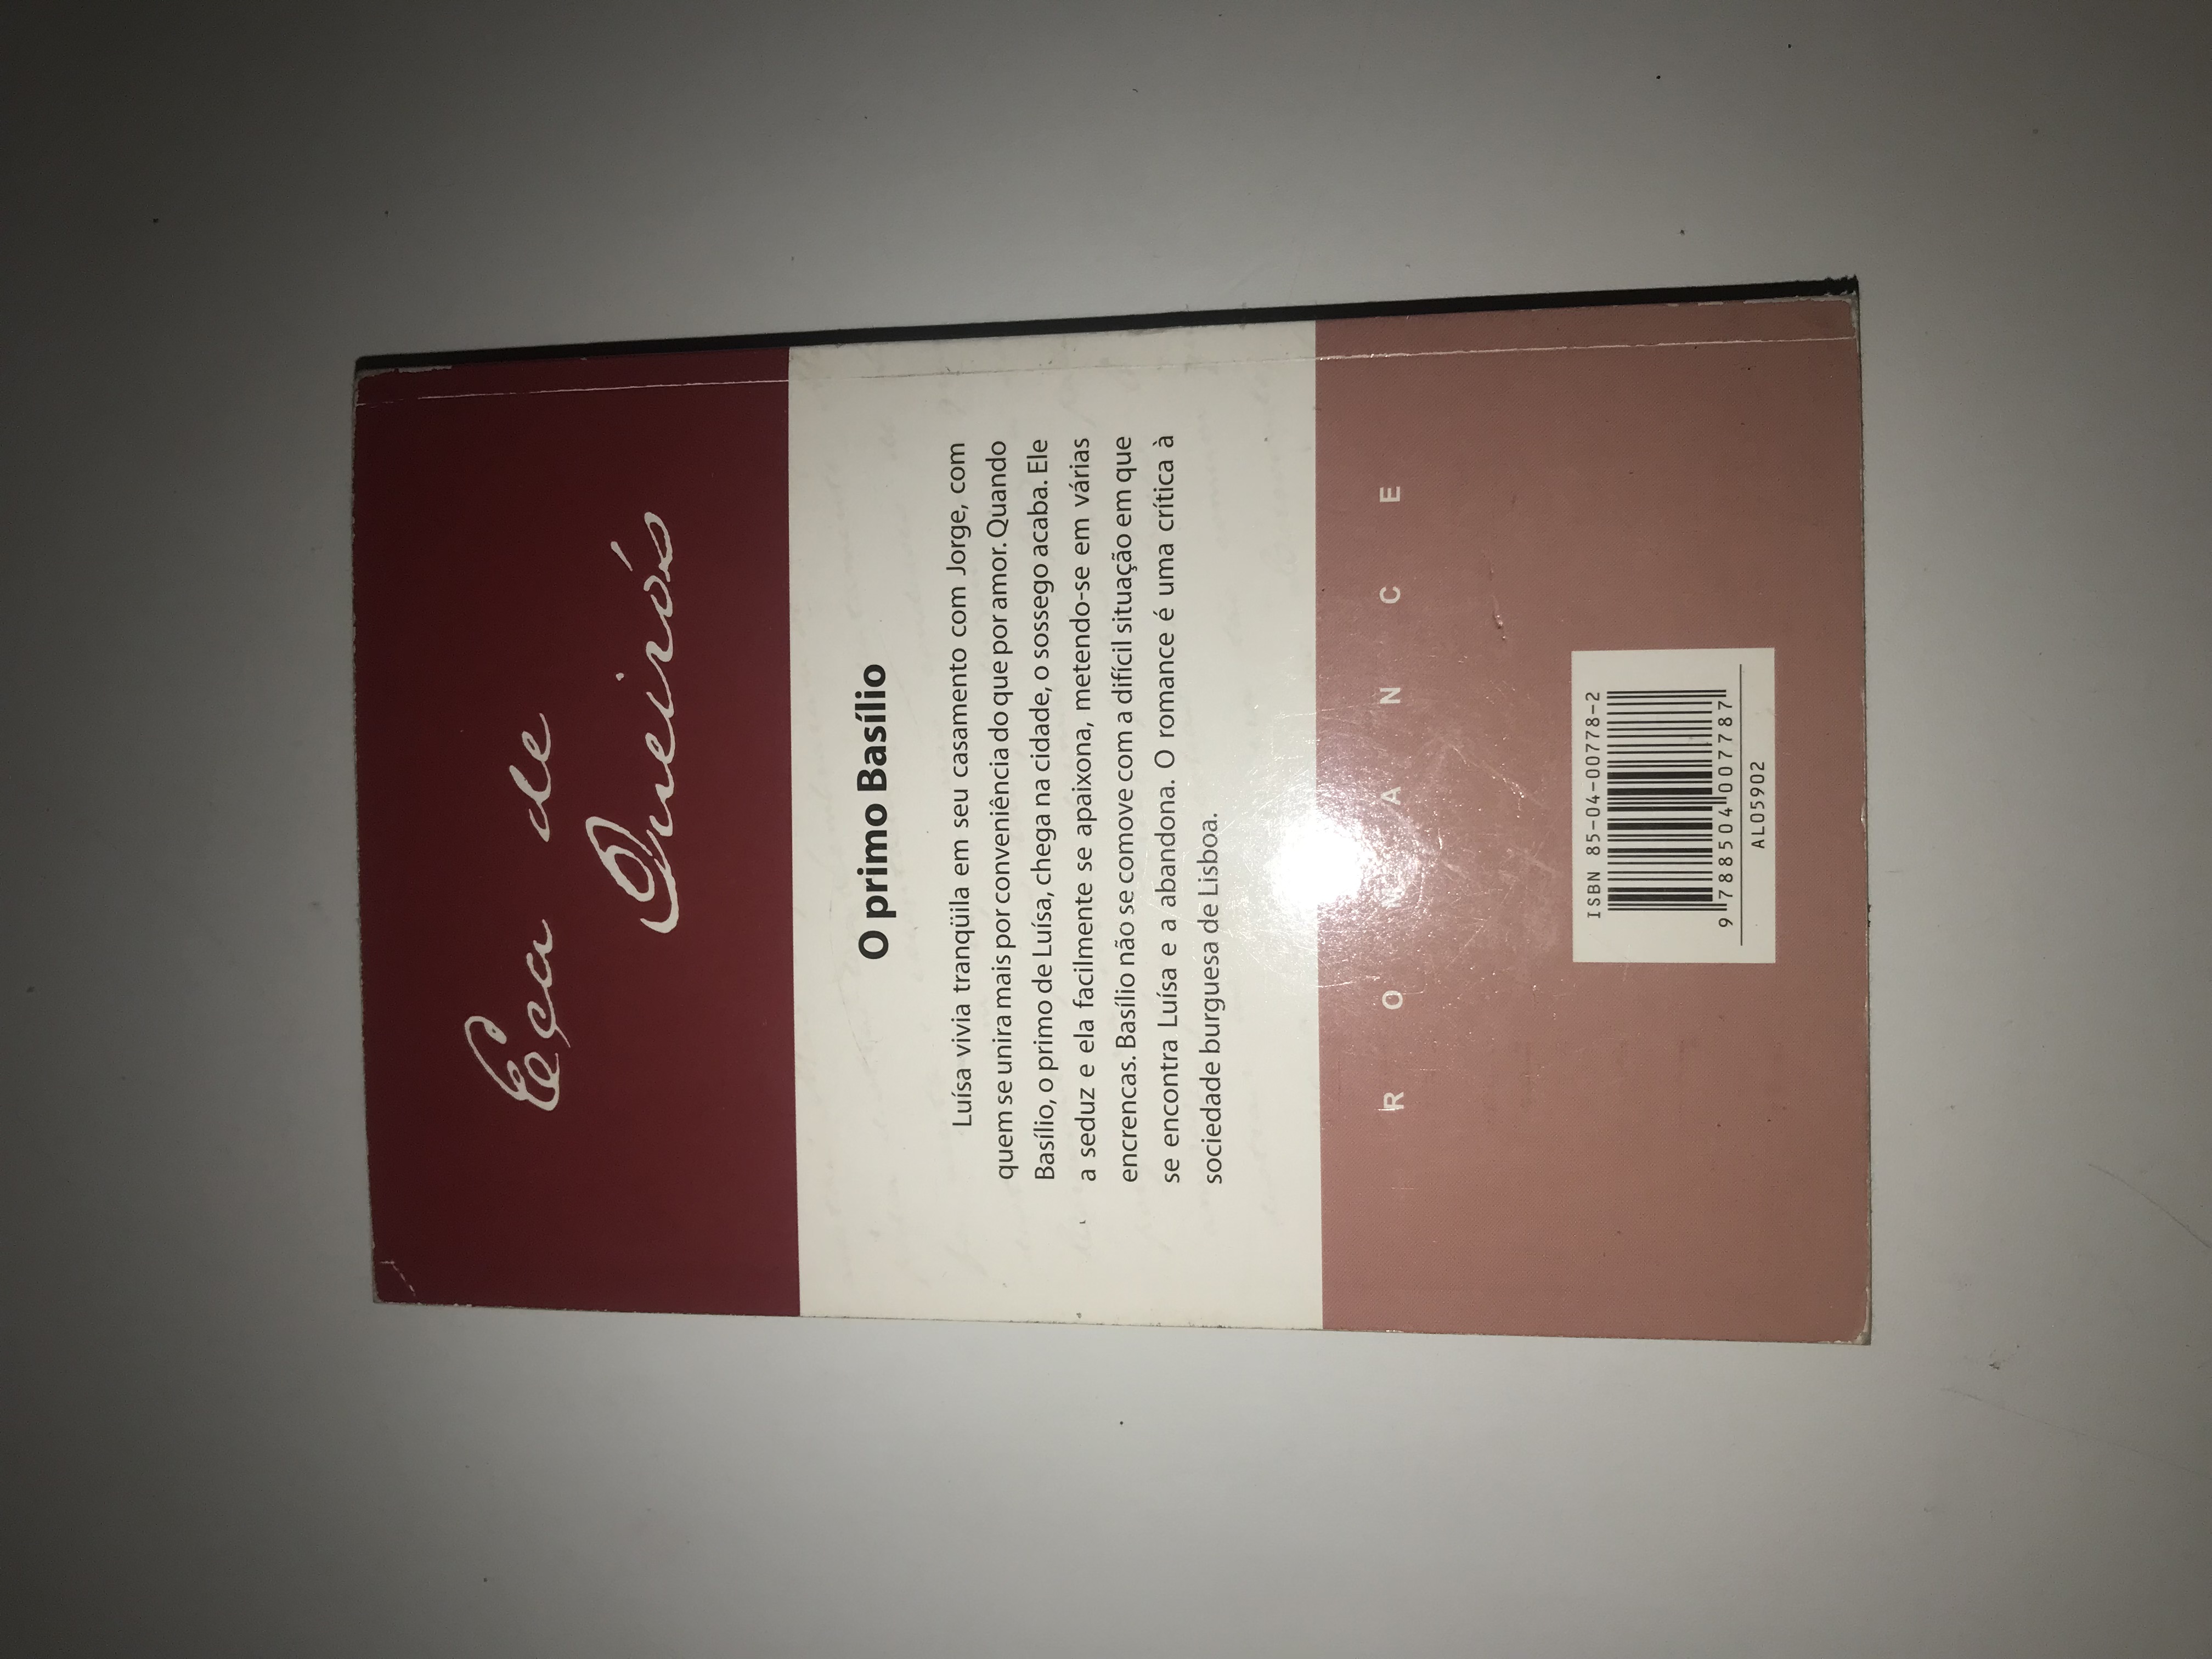 Eça de
Queirós
O primo Basílio
Luísa vivia tranqüila em seu casamento com Jorge, com
quem se unira mais por conveniência do que por amor. Quando
Basílio, o primo de Luísa, chega na cidade, o sossego acaba. Ele
a seduz e ela facilmente se apaixona, metendo-se em várias
encrencas. Basílio não se comove com a difícil situação em que
se encontra Luísa e a abandona. O romance é uma crítica à
sociedade burguesa de Lisboa.
R O M A N C E
ISBN 85-04-00778-2
9 788504 007787
AL05902